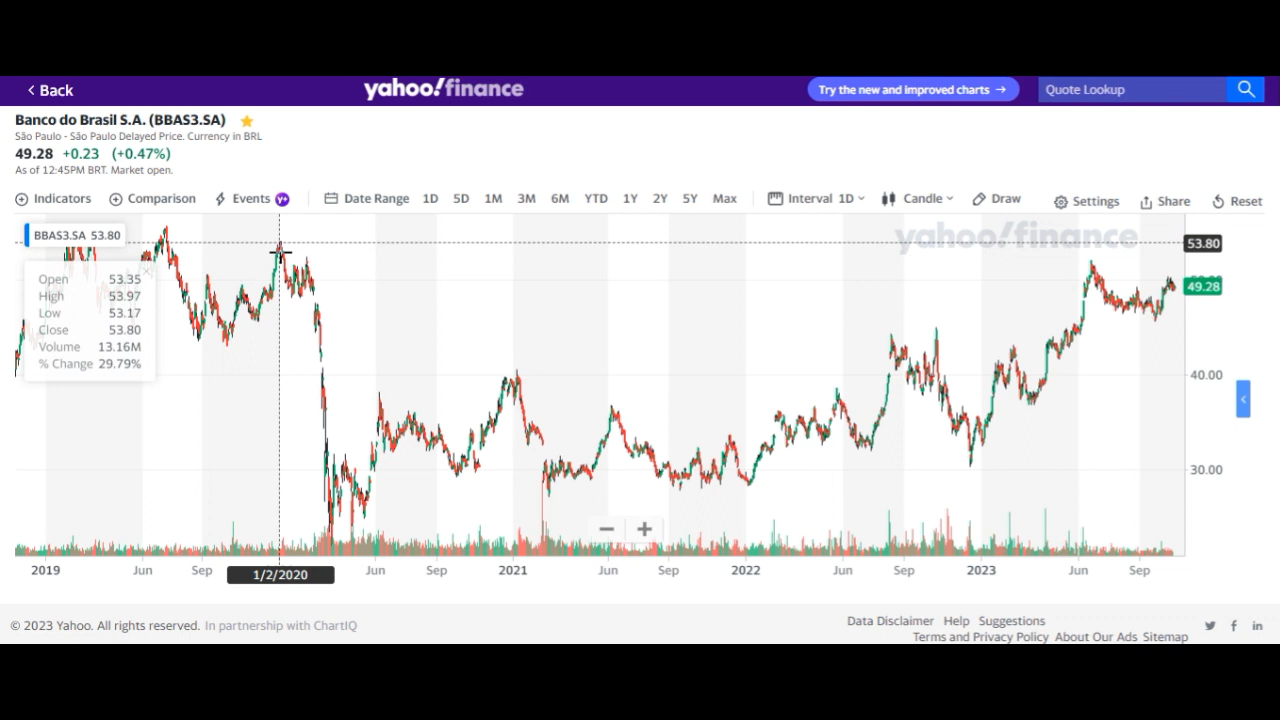 < Back
yahoo!finance
Try the new and improved charts →
Quote Lookup
Banco do Brasil S.A. (BBAS3.SA)
São Paulo - São Paulo Delayed Price. Currency in BRL
49.28 +0.23 (+0.47%)
As of 12:45PM BRT. Market open.
Indicators Comparison Events Y+ Date Range 1D 5D 1M 3M 6M YTD 1Y 2Y 5Y Max Interval 1D Candle Draw Settings Share Reset
BBAS3.SA 53.80
yahoo!finance
53.80
Open 53.35
High 53.97
Low 53.17
Close 53.80
Volume 13.16M
% Change 29.79%
49.28
40.00
30.00
2019 Jun Sep 1/2/2020 Jun Sep 2021 Jun Sep 2022 Jun Sep 2023 Jun Sep
© 2023 Yahoo. All rights reserved. In partnership with ChartIQ
Data Disclaimer Help Suggestions
Terms and Privacy Policy About Our Ads Sitemap